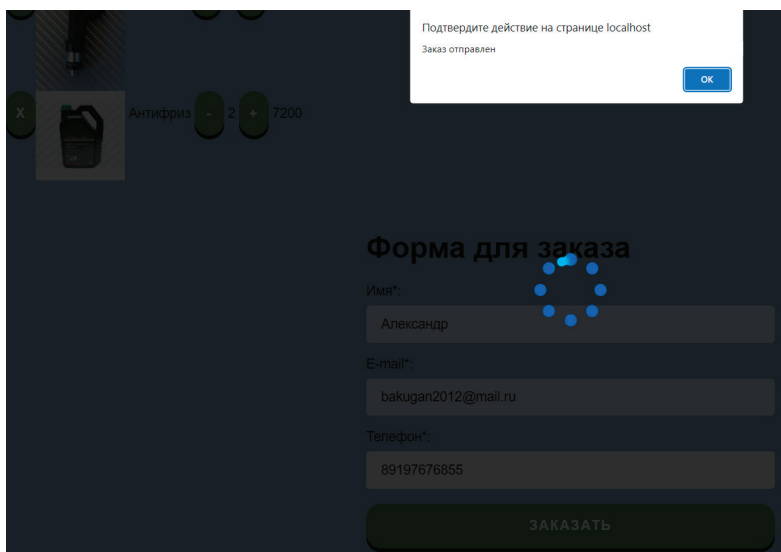 Подтвердите действие на странице localhost
Заказ отправлен
ОК
X Антифриз - 2 + 7200
Форма для заказа
Имя*:
Александр
E-mail*:
bakugan2012@mail.ru
Телефон*:
89197676855
ЗАКАЗАТЬ